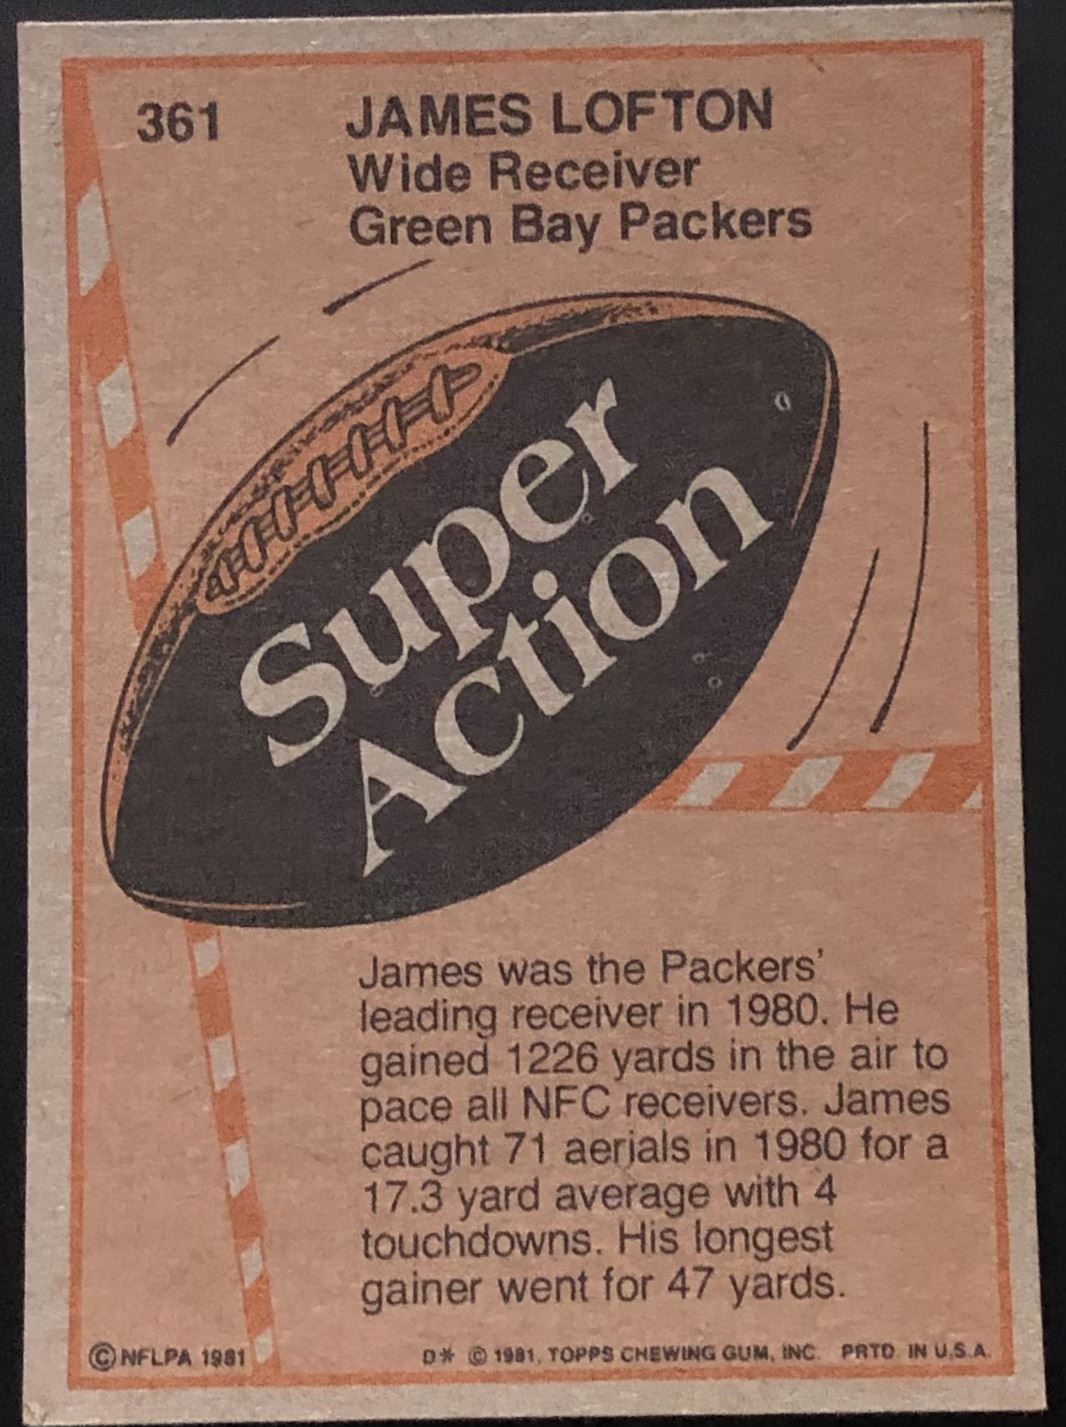 361
JAMES LOFTON
Wide Receiver
Green Bay Packers
Super
Action
James was the Packers'
leading receiver in 1980. He
gained 1226 yards in the air to
pace all NFC receivers. James
caught 71 aerials in 1980 for a
17.3 yard average with 4
touchdowns. His longest
gainer went for 47 yards.
© NFLPA 1981
D* © 1981, TOPPS CHEWING GUM, INC. PRTD. IN U.S.A.